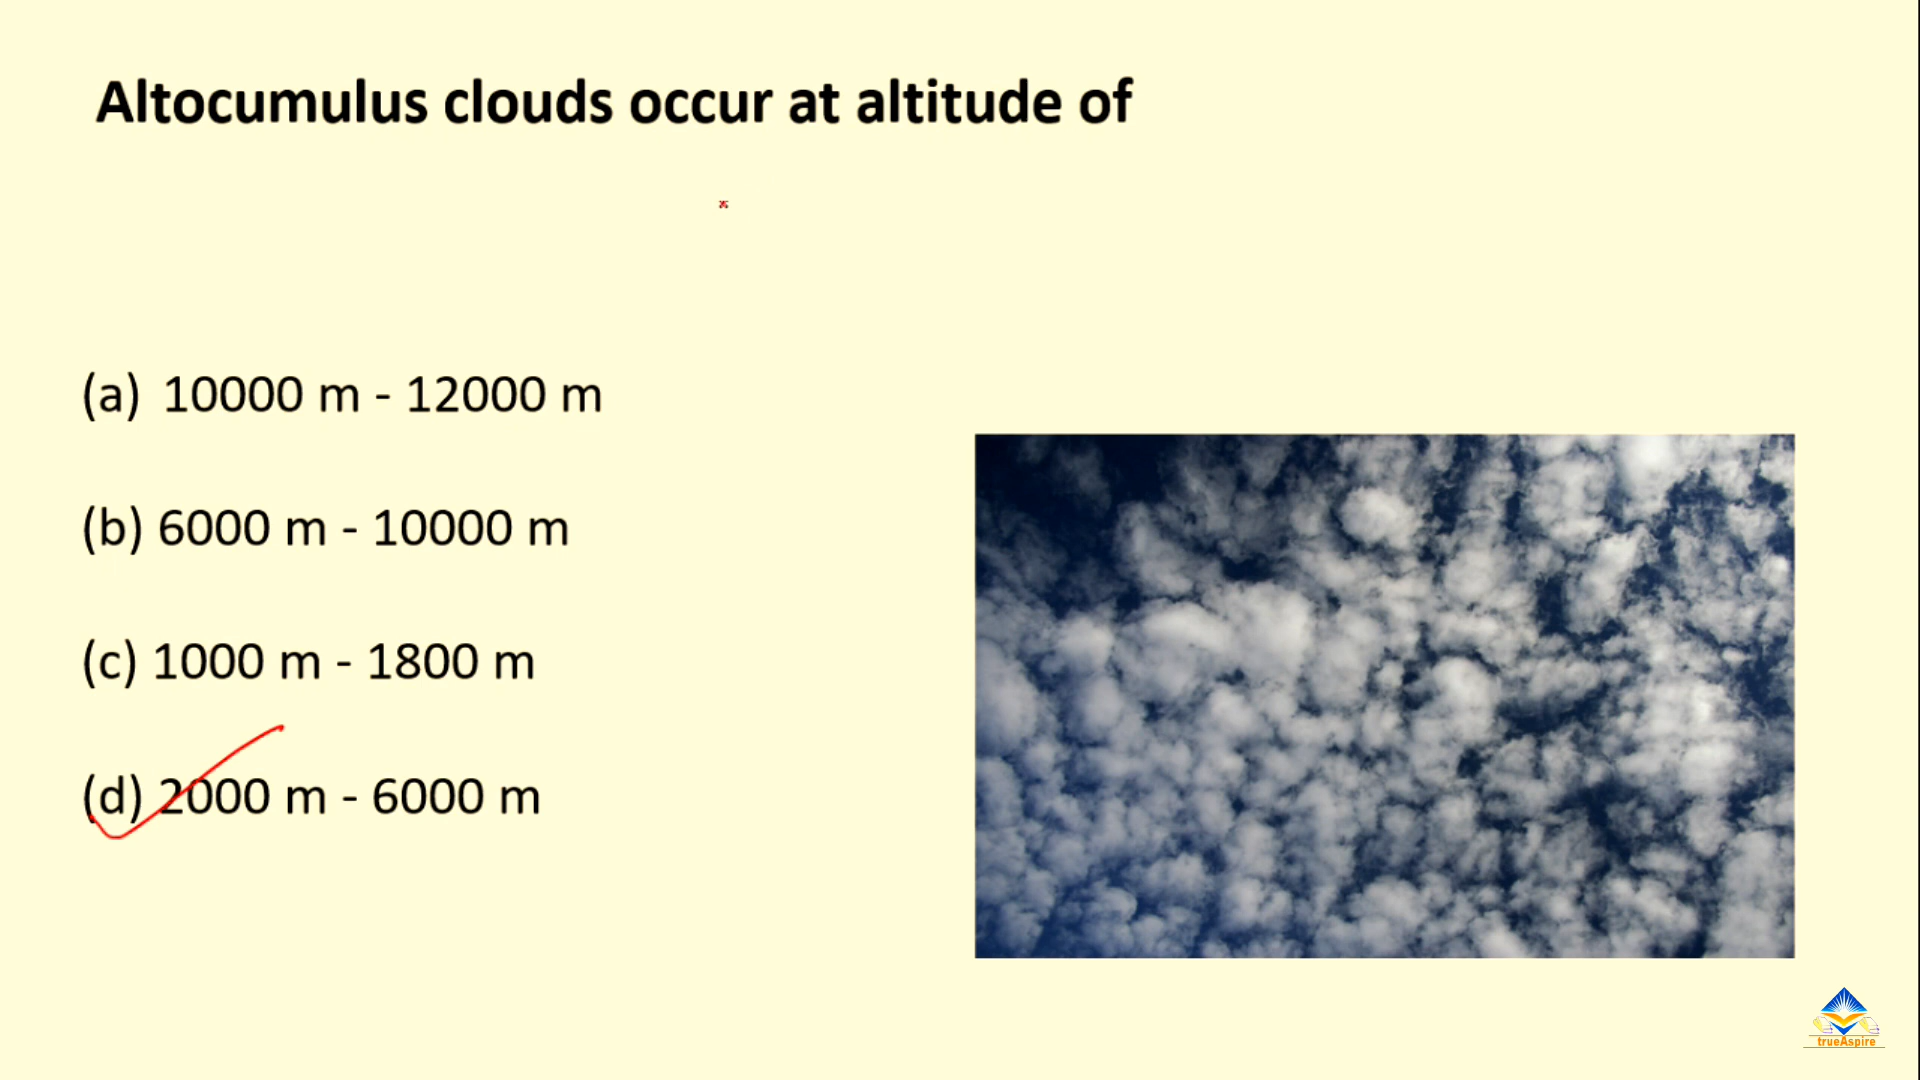 Altocumulus clouds occur at altitude of
(a) 10000 m - 12000 m
(b) 6000 m - 10000 m
(c) 1000 m - 1800 m
(d) 2000 m - 6000 m
trueAspire